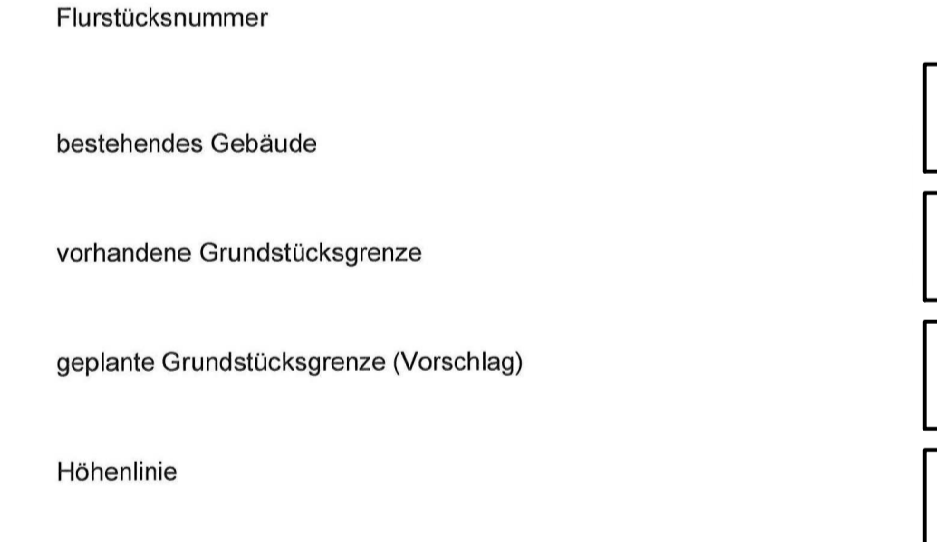 Flurstücksnummer
bestehendes Gebäude
vorhandene Grundstücksgrenze
geplante Grundstücksgrenze (Vorschlag)
Höhenlinie